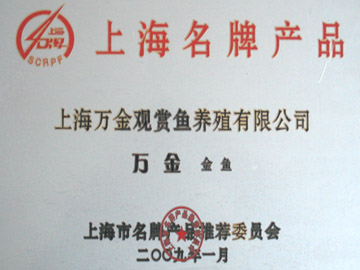 上海名牌产品
SCRPF
上海万金观赏鱼养殖有限公司
万金 金鱼
上海市名牌产品推荐委员会
二〇〇九年一月